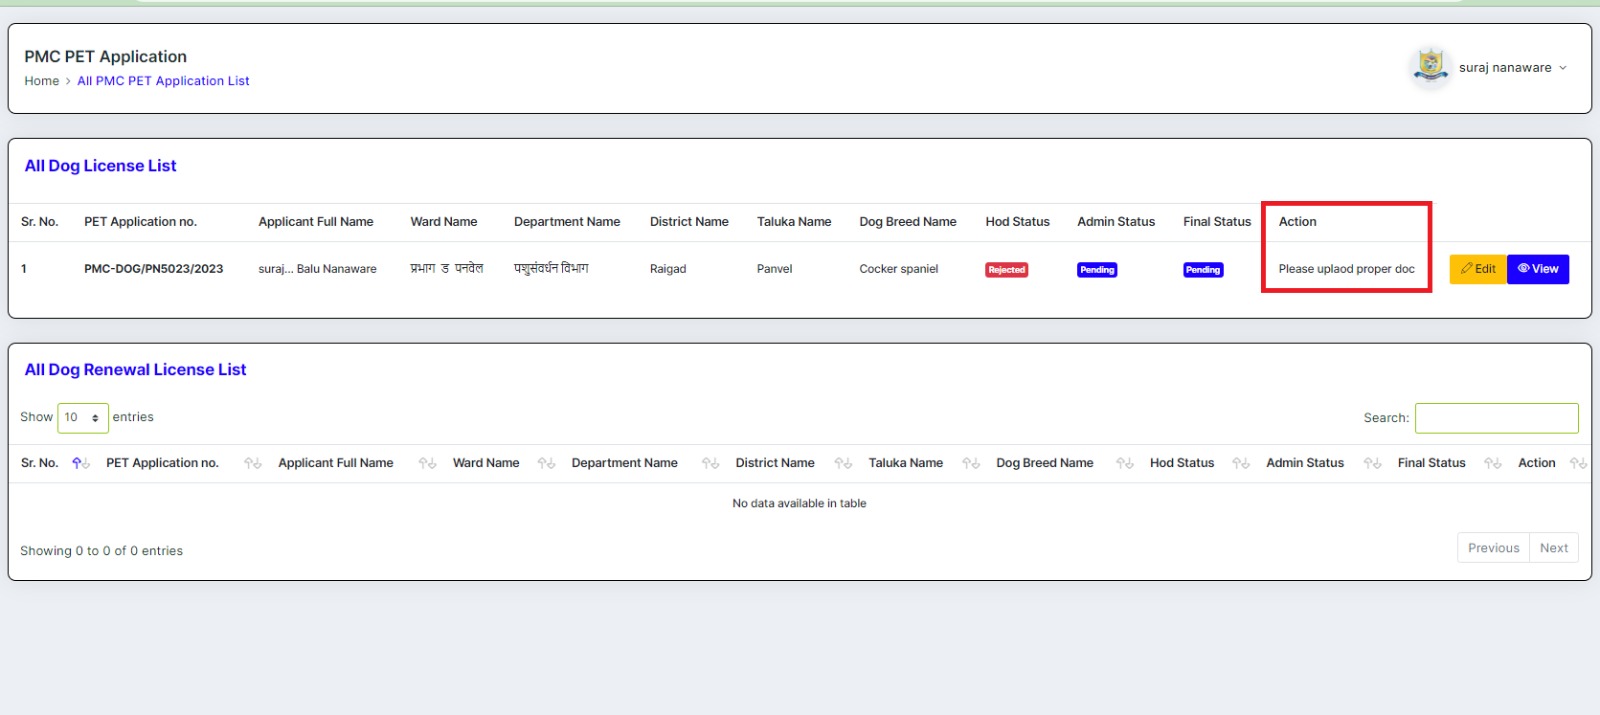 PMC PET Application
Home > All PMC PET Application List
suraj nanaware
All Dog License List
Sr. No. PET Application no. Applicant Full Name Ward Name Department Name District Name Taluka Name Dog Breed Name Hod Status Admin Status Final Status Action
1 PMC-DOG/PN5023/2023 suraj... Balu Nanaware प्रभाग ड पनवेल पशुसंवर्धन विभाग Raigad Panvel Cocker spaniel Rejected Pending Pending Please uplaod proper doc Edit View
All Dog Renewal License List
Show 10 entries Search:
Sr. No. PET Application no. Applicant Full Name Ward Name Department Name District Name Taluka Name Dog Breed Name Hod Status Admin Status Final Status Action
No data available in table
Showing 0 to 0 of 0 entries
Previous Next